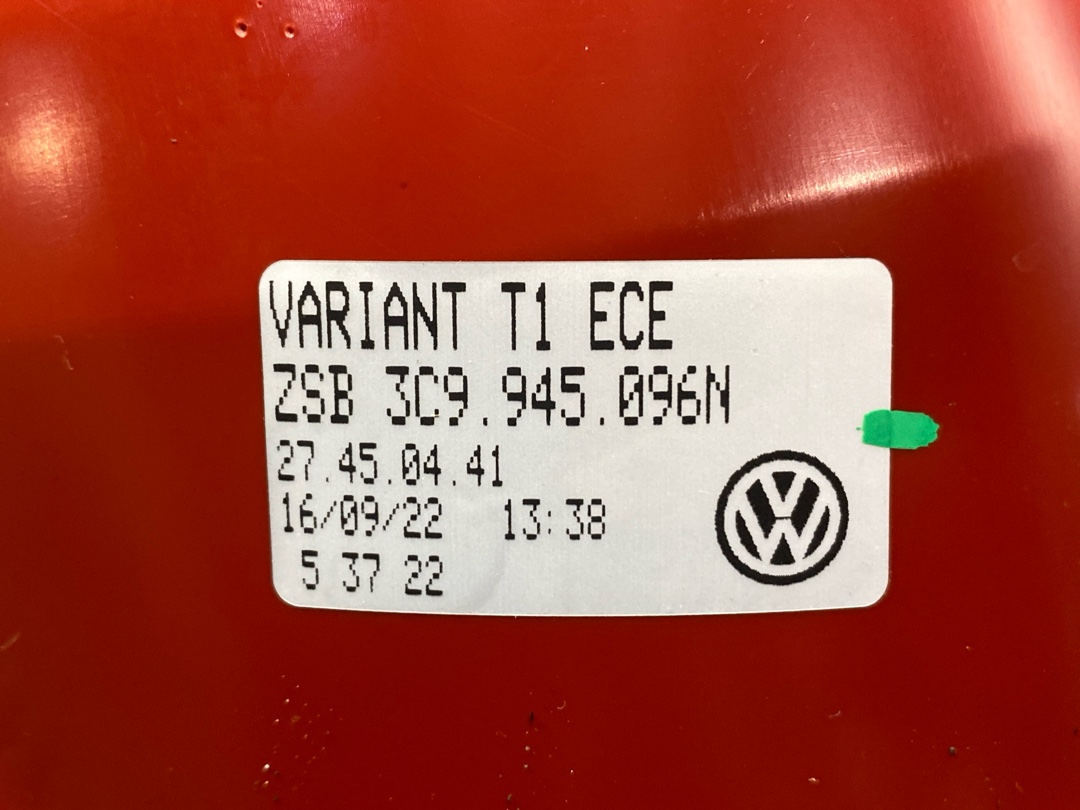 VARIANT T1 ECE
ZSB 3C9.945.096N
27.45.04.41
16/09/22 13:38
5 37 22